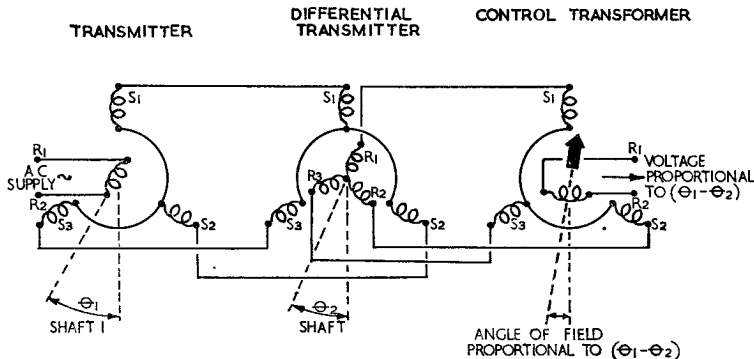 TRANSMITTER
DIFFERENTIAL
TRANSMITTER
CONTROL TRANSFORMER
S1
S1
S1
R1
A.C.
SUPPLY ~
R2
S3
S2
R1
R3
R2
S3
S2
R1
VOLTAGE
PROPORTIONAL
TO (Θ1-Θ2)
R2
S3
S2
Θ1
SHAFT 1
Θ2
SHAFT
ANGLE OF FIELD
PROPORTIONAL TO (Θ1-Θ2)